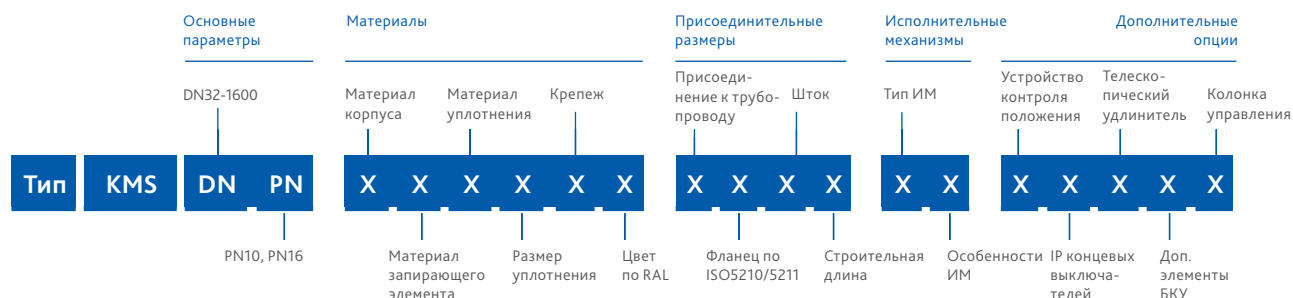 Основные
параметры
Материалы
Присоединительные
размеры
Исполнительные
механизмы
Дополнительные
опции
DN32-1600
Материал
корпуса
Материал
уплотнения
Крепеж
Присоеди-
нение к трубо-
проводу
Шток
Тип ИМ
Устройство
контроля
положения
Телеско-
пический
удлинитель
Колонка
управления
Тип KMS DN PN X X X X X X X X X X X X X X X X X
PN10, PN16
Материал
запирающего
элемента
Размер
уплотнения
Цвет
по RAL
Фланец по
ISO5210/5211
Строительная
длина
Особенности
ИМ
IP концевых
выключа-
телей
Доп.
элементы
БКУ